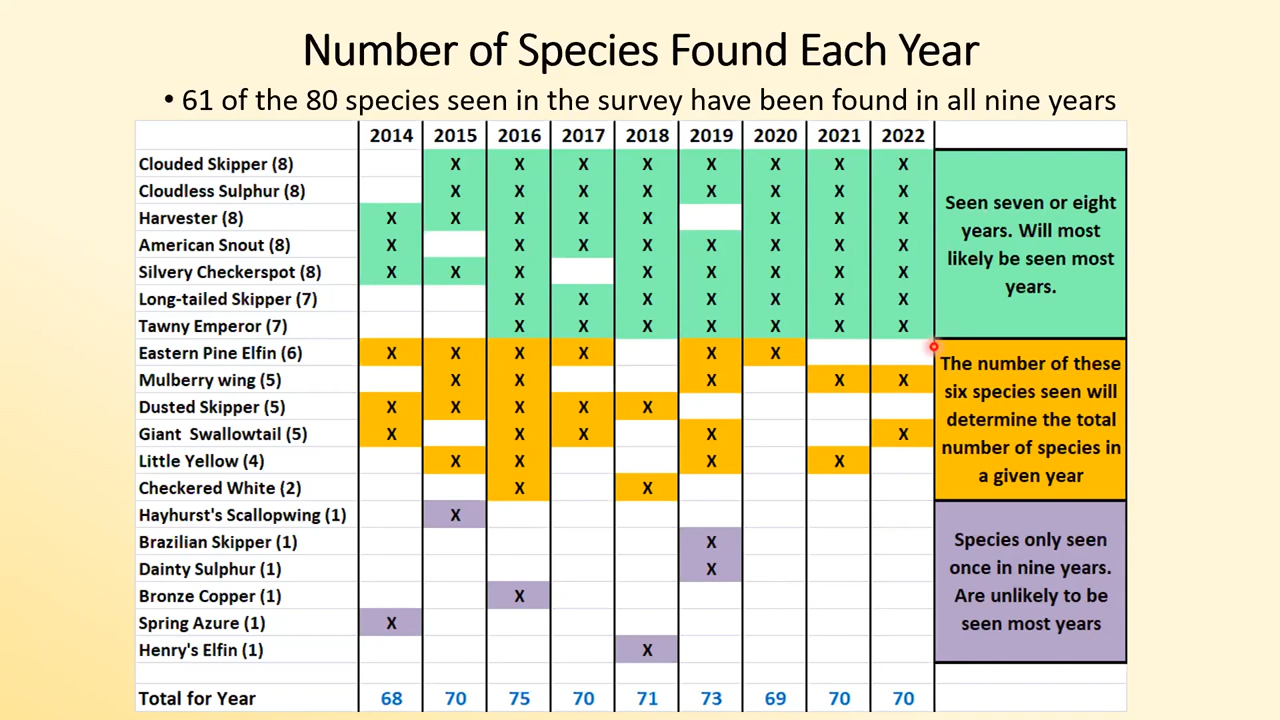 Number of Species Found Each Year
• 61 of the 80 species seen in the survey have been found in all nine years
2014 2015 2016 2017 2018 2019 2020 2021 2022
Clouded Skipper (8) X X X X X X X X
Cloudless Sulphur (8) X X X X X X X X
Harvester (8) X X X X X X X X
American Snout (8) X X X X X X X X
Silvery Checkerspot (8) X X X X X X X X
Long-tailed Skipper (7) X X X X X X X
Tawny Emperor (7) X X X X X X X
Seen seven or eight
years. Will most
likely be seen most
years.
Eastern Pine Elfin (6) X X X X X X
Mulberry wing (5) X X X X X
Dusted Skipper (5) X X X X X
Giant Swallowtail (5) X X X X X
Little Yellow (4) X X X X
Checkered White (2) X X
The number of these
six species seen will
determine the total
number of species in
a given year
Hayhurst's Scallopwing (1) X
Brazilian Skipper (1) X
Dainty Sulphur (1) X
Bronze Copper (1) X
Spring Azure (1) X
Henry's Elfin (1) X
Species only seen
once in nine years.
Are unlikely to be
seen most years
Total for Year 68 70 75 70 71 73 69 70 70